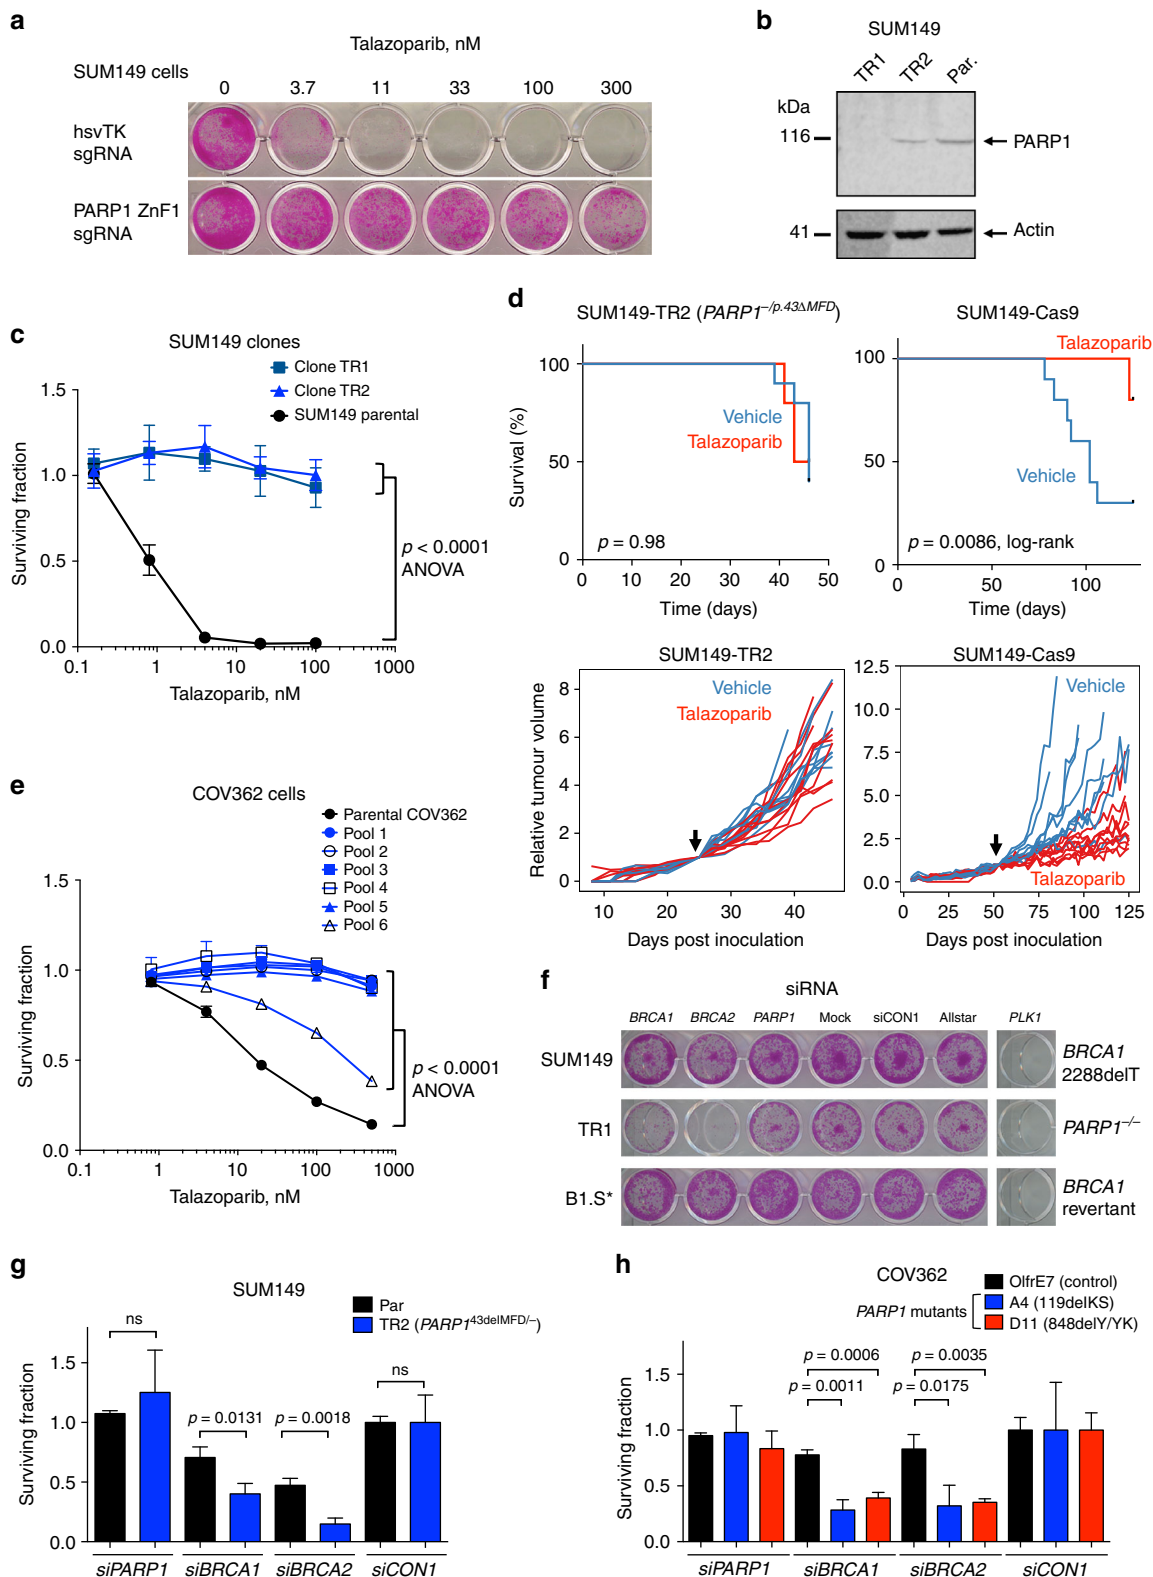 a
Talazoparib, nM
SUM149 cells
0 3.7 11 33 100 300
hsvTK
sgRNA
PARP1 ZnF1
sgRNA
b
SUM149
TR1 TR2 Par.
kDa
116
PARP1
41
Actin
c
SUM149 clones
Clone TR1
Clone TR2
SUM149 parental
Surviving fraction
1.5
1.0
0.5
0.0
0.1 1 10 100 1000
Talazoparib, nM
p < 0.0001
ANOVA
d
SUM149-TR2 (PARP1–/p.43ΔMFD)
Survival (%)
100
50
0
Vehicle
Talazoparib
p = 0.98
0 10 20 30 40 50
Time (days)
SUM149-Cas9
Talazoparib
100
50
0
Vehicle
p = 0.0086, log-rank
0 50 100
Time (days)
SUM149-TR2
Vehicle
Talazoparib
Relative tumour volume
8
6
4
2
0
10 20 30 40
Days post inoculation
SUM149-Cas9
12.5
10.0
7.5
5.0
2.5
0.0
Vehicle
Talazoparib
0 25 50 75 100 125
Days post inoculation
e
COV362 cells
Parental COV362
Pool 1
Pool 2
Pool 3
Pool 4
Pool 5
Pool 6
Surviving fraction
1.5
1.0
0.5
0.0
0.1 1 10 100 1000
Talazoparib, nM
p < 0.0001
ANOVA
f
siRNA
BRCA1 BRCA2 PARP1 Mock siCON1 Allstar PLK1
SUM149
BRCA1
2288delT
TR1
PARP1–/–
B1.S*
BRCA1
revertant
g
SUM149
Par
TR2 (PARP143delMFD/–)
Surviving fraction
1.5
1.0
0.5
0.0
ns
p = 0.0131
p = 0.0018
ns
siPARP1 siBRCA1 siBRCA2 siCON1
h
COV362
OlfrE7 (control)
PARP1 mutants
A4 (119delKS)
D11 (848delY/YK)
Surviving fraction
1.5
1.0
0.5
0.0
p = 0.0006
p = 0.0011
p = 0.0035
p = 0.0175
siPARP1 siBRCA1 siBRCA2 siCON1